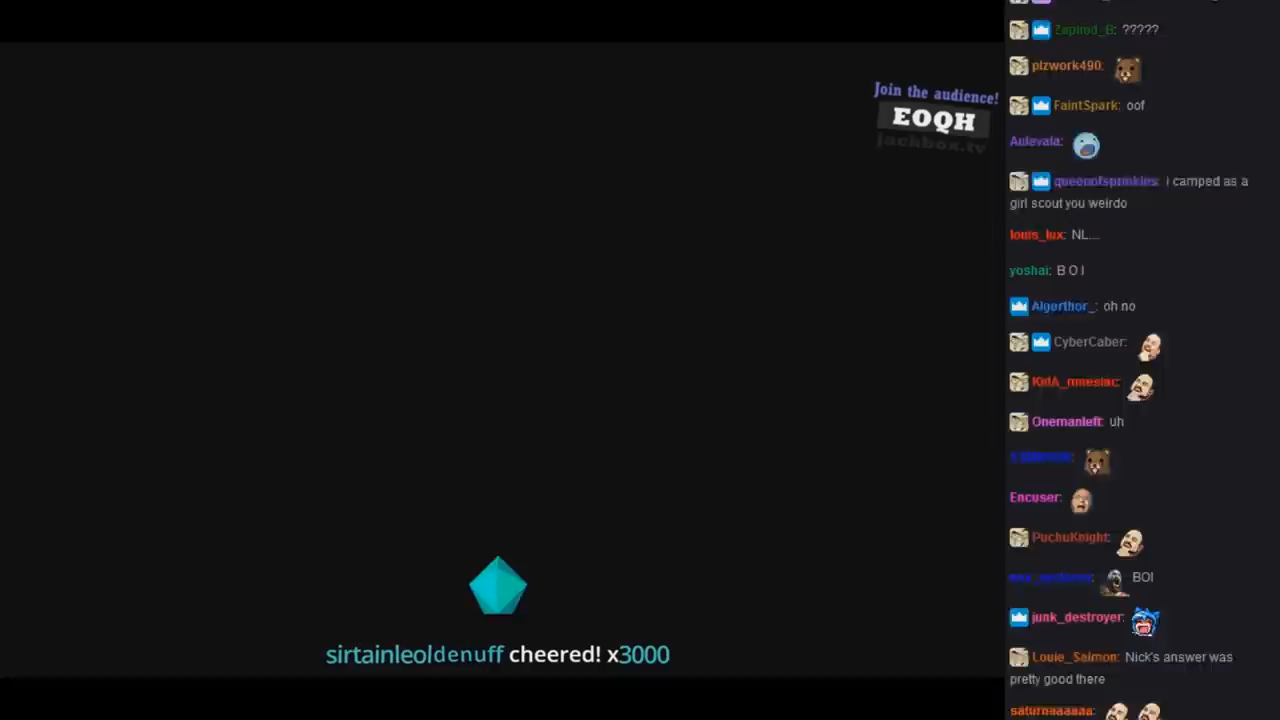 Join the audience!
EOQH
jackbox.tv
sirtainleoldenuff cheered! x3000
Zapirod_B: ?????
plzwork490:
FaintSpark: oof
Aulevala:
queenofsprinkles: i camped as a
girl scout you weirdo
louis_lux: NL...
yoshai: B O I
Algorthor_: oh no
CyberCaber:
KidA_mnesiac:
Onemanleft: uh
Encuser:
PuchuKnight:
BOI
junk_destroyer:
Louie_Salmon: Nick's answer was
pretty good there